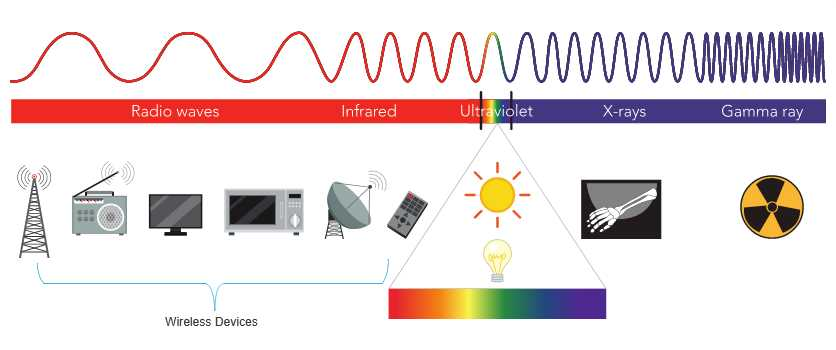 Radio waves
Infrared
Ultraviolet
X-rays
Gamma ray
Wireless Devices